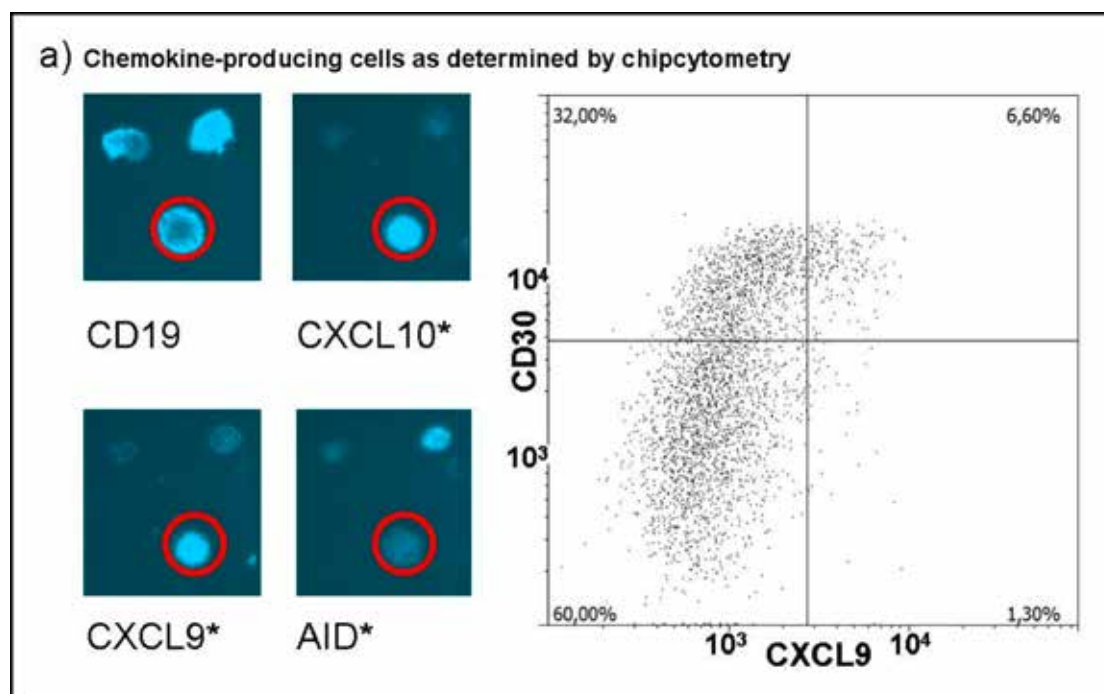 a) Chemokine-producing cells as determined by chipcytometry
CD19
CXCL10*
CXCL9*
AID*
32,00%
6,60%
10⁴
CD30
10³
60,00%
1,30%
10³
CXCL9
10⁴